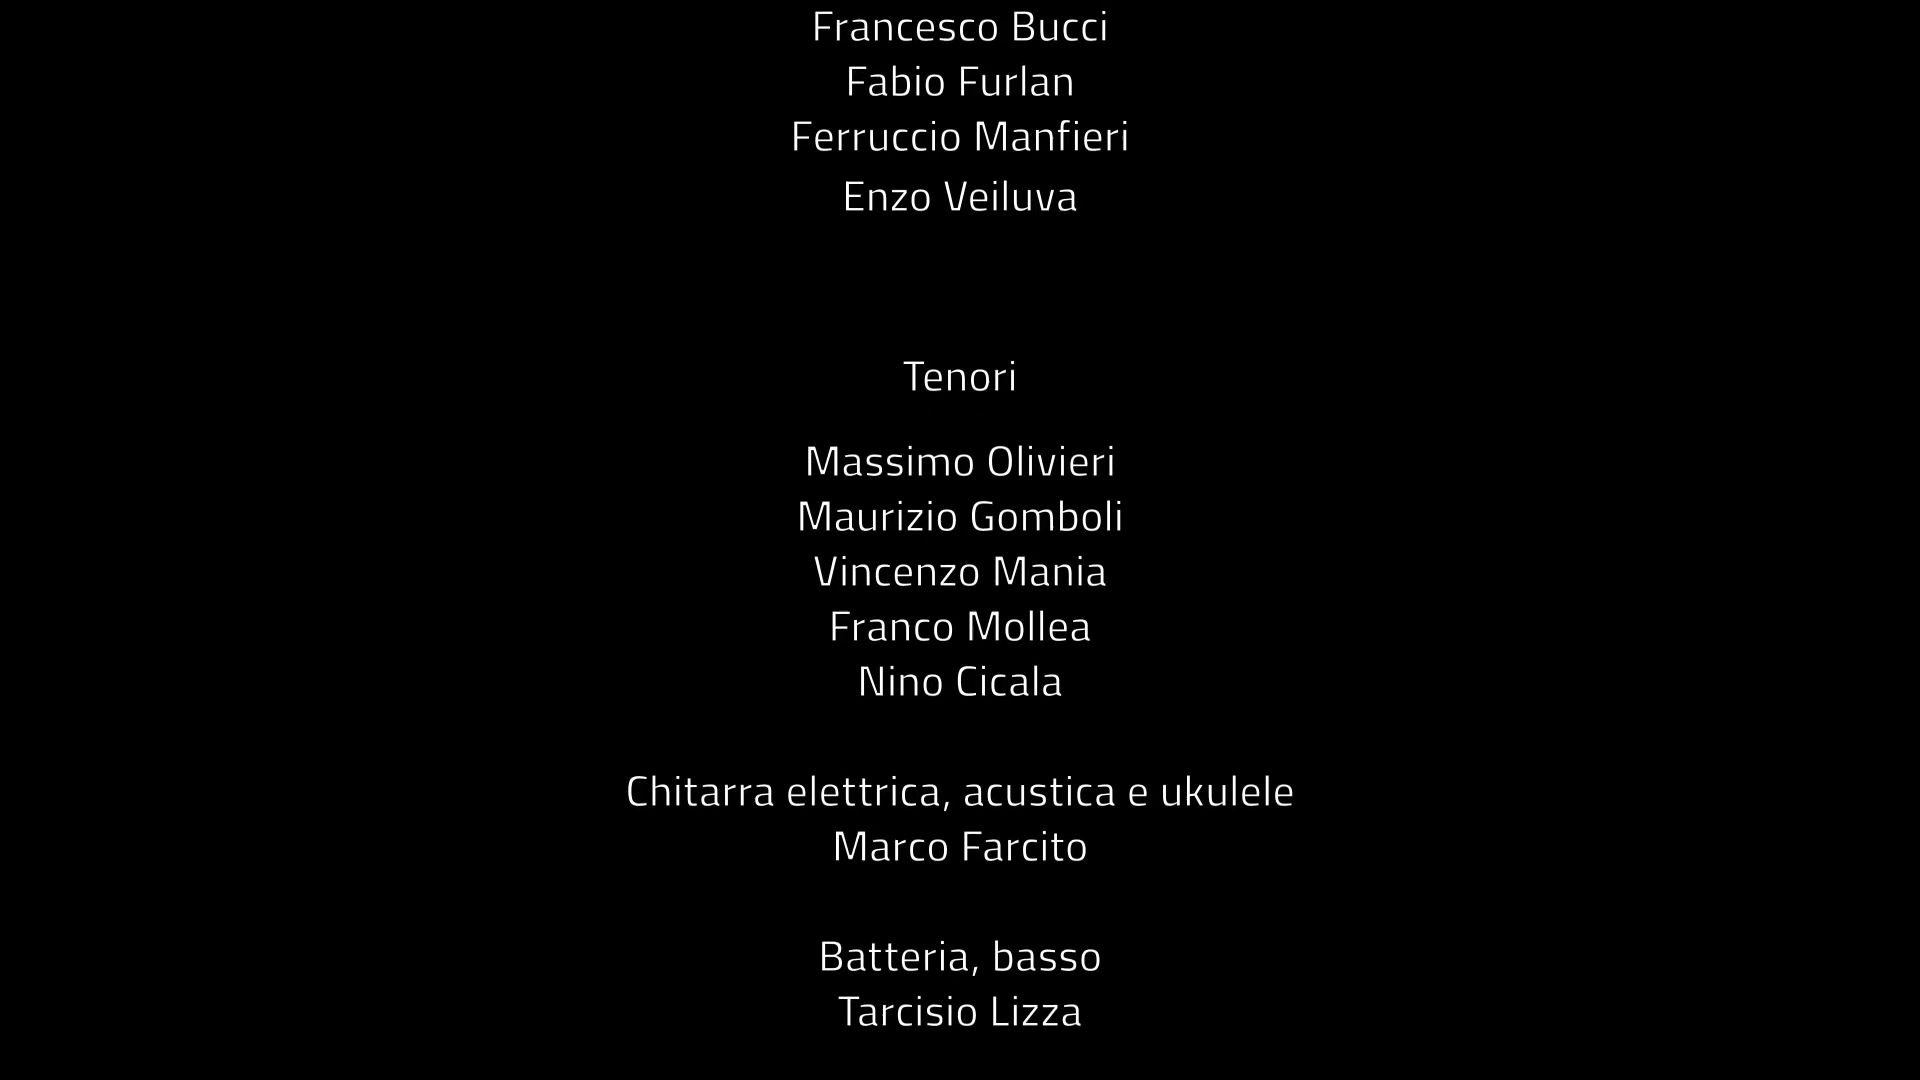 Francesco Bucci
Fabio Furlan
Ferruccio Manfieri
Enzo Veiluva
Tenori
Massimo Olivieri
Maurizio Gomboli
Vincenzo Mania
Franco Mollea
Nino Cicala
Chitarra elettrica, acustica e ukulele
Marco Farcito
Batteria, basso
Tarcisio Lizza